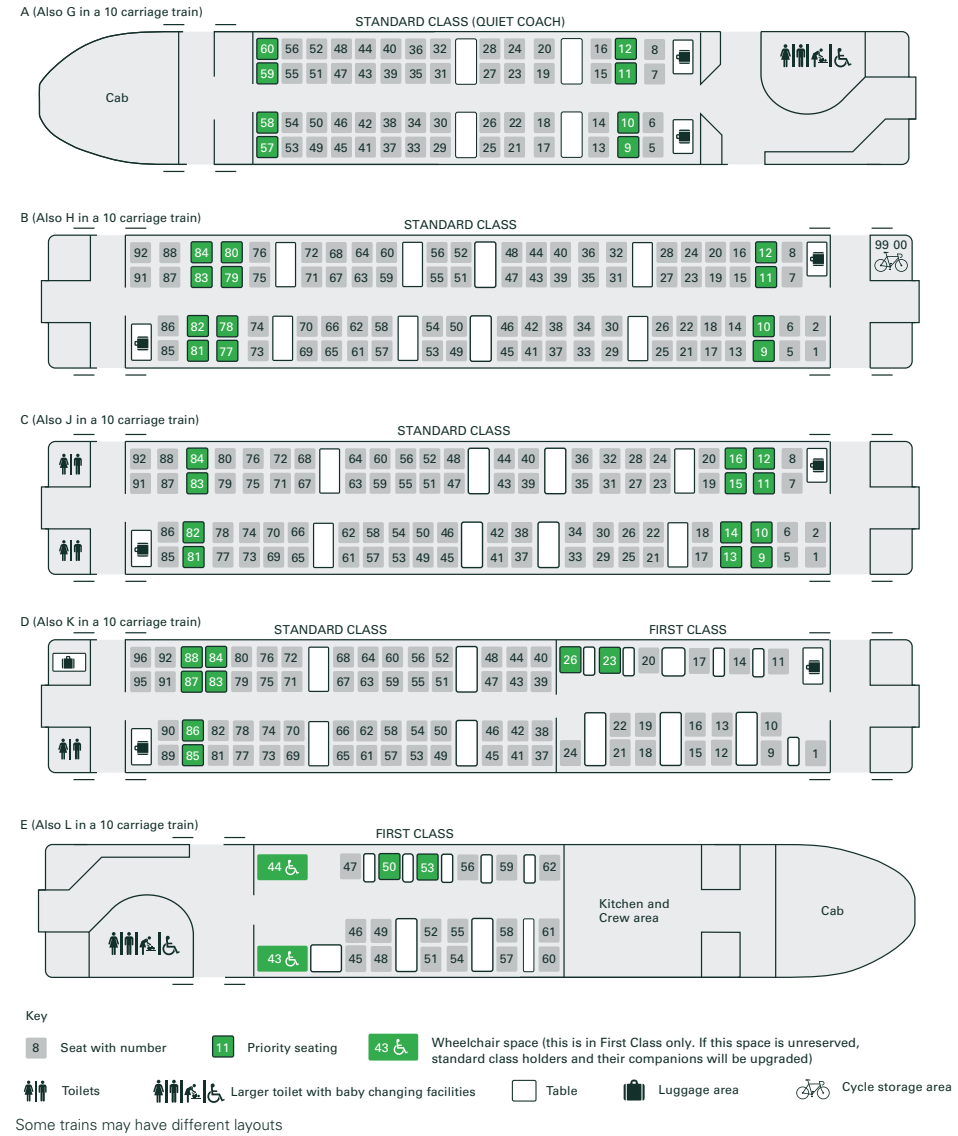 A (Also G in a 10 carriage train)
STANDARD CLASS (QUIET COACH)
60 56 52 48 44 40 36 32 28 24 20 16 12 8
59 55 51 47 43 39 35 31 27 23 19 15 11 7
Cab
58 54 50 46 42 38 34 30 26 22 18 14 10 6
57 53 49 45 41 37 33 29 25 21 17 13 9 5
B (Also H in a 10 carriage train)
STANDARD CLASS
92 88 84 80 76 72 68 64 60 56 52 48 44 40 36 32 28 24 20 16 12 8 99 00
91 87 83 79 75 71 67 63 59 55 51 47 43 39 35 31 27 23 19 15 11 7
86 82 78 74 70 66 62 58 54 50 46 42 38 34 30 26 22 18 14 10 6 2
85 81 77 73 69 65 61 57 53 49 45 41 37 33 29 25 21 17 13 9 5 1
C (Also J in a 10 carriage train)
STANDARD CLASS
92 88 84 80 76 72 68 64 60 56 52 48 44 40 36 32 28 24 20 16 12 8
91 87 83 79 75 71 67 63 59 55 51 47 43 39 35 31 27 23 19 15 11 7
86 82 78 74 70 66 62 58 54 50 46 42 38 34 30 26 22 18 14 10 6 2
85 81 77 73 69 65 61 57 53 49 45 41 37 33 29 25 21 17 13 9 5 1
D (Also K in a 10 carriage train)
STANDARD CLASS FIRST CLASS
96 92 88 84 80 76 72 68 64 60 56 52 48 44 40 26 23 20 17 14 11
95 91 87 83 79 75 71 67 63 59 55 51 47 43 39
90 86 82 78 74 70 66 62 58 54 50 46 42 38 22 19 16 13 10
89 85 81 77 73 69 65 61 57 53 49 45 41 37 24 21 18 15 12 9 1
E (Also L in a 10 carriage train)
FIRST CLASS
44 47 50 53 56 59 62
Kitchen and
Crew area
Cab
46 49 52 55 58 61
43 45 48 51 54 57 60
Key
8 Seat with number
11 Priority seating
43 Wheelchair space (this is in First Class only. If this space is unreserved,
standard class holders and their companions will be upgraded)
Toilets
Larger toilet with baby changing facilities
Table
Luggage area
Cycle storage area
Some trains may have different layouts